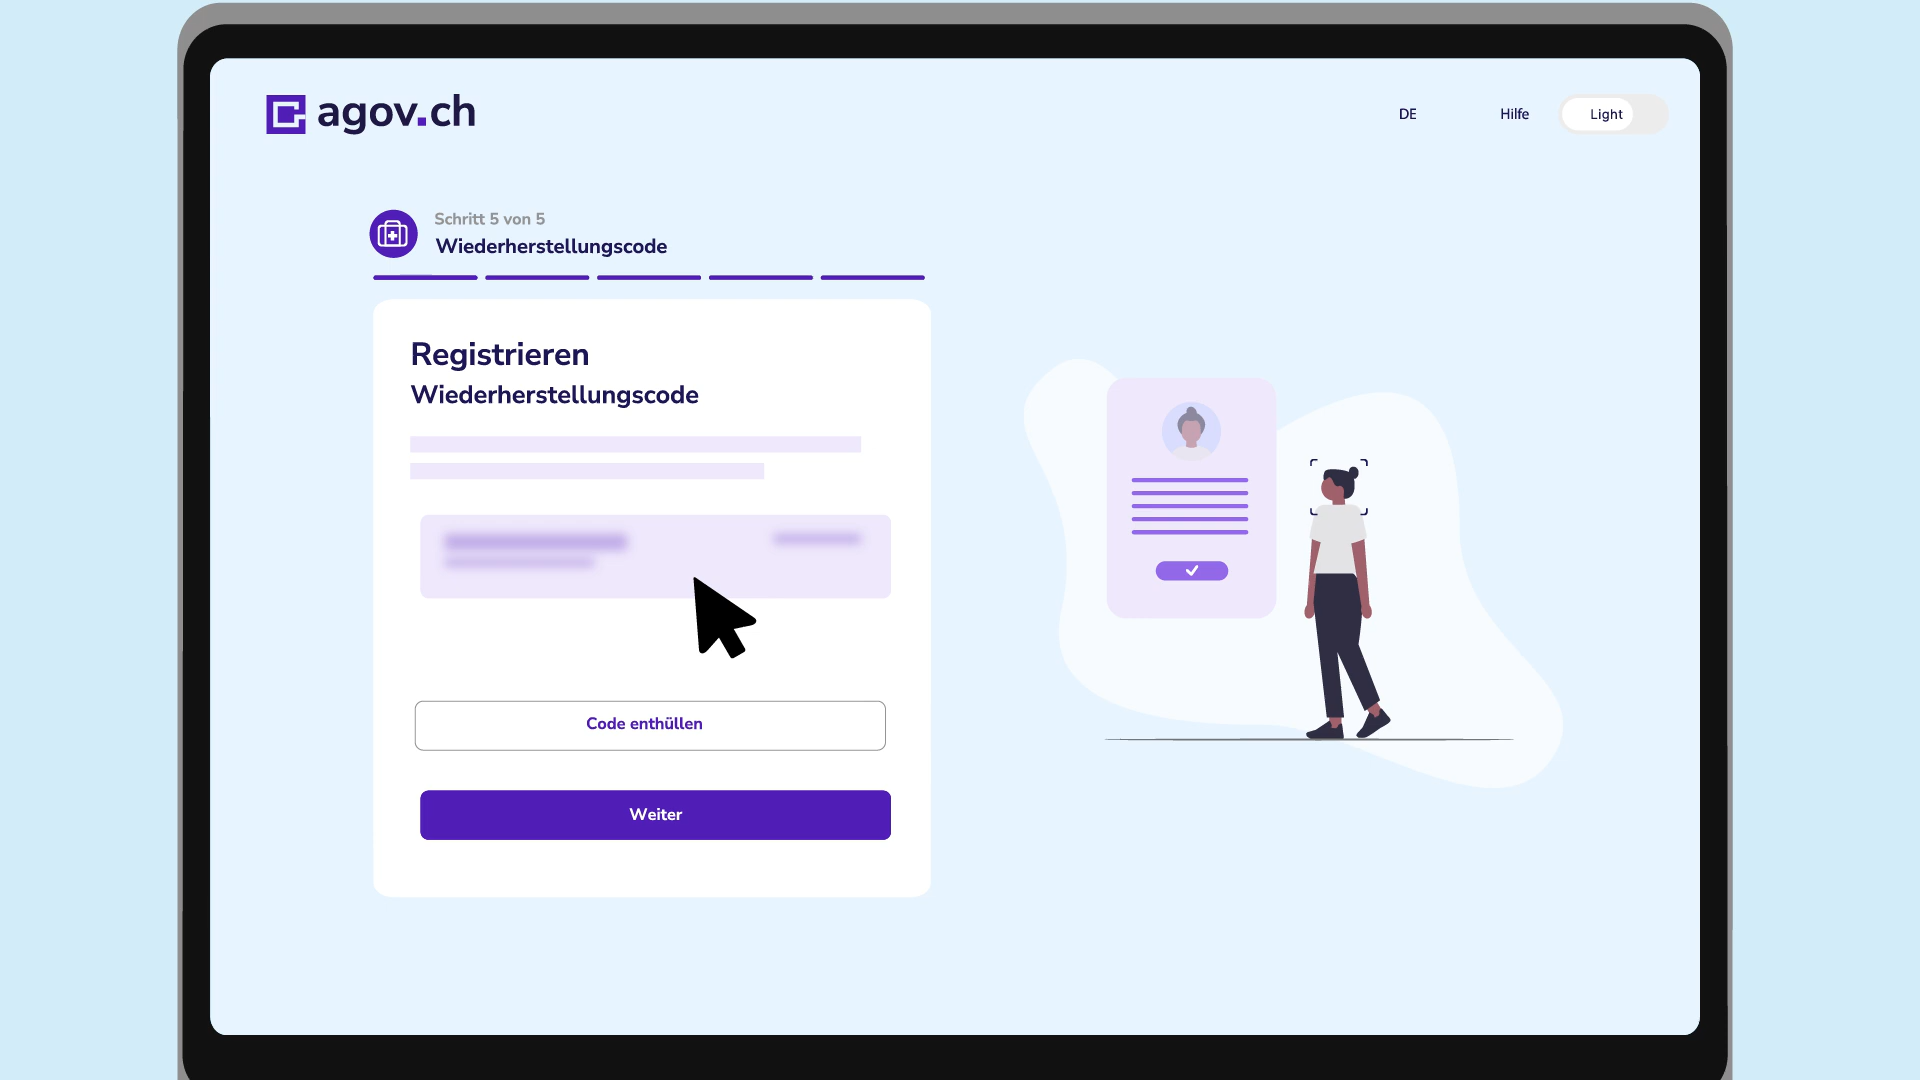 agov.ch
DE
Hilfe
Light
Schritt 5 von 5
Wiederherstellungscode
Registrieren
Wiederherstellungscode
Code enthüllen
Weiter